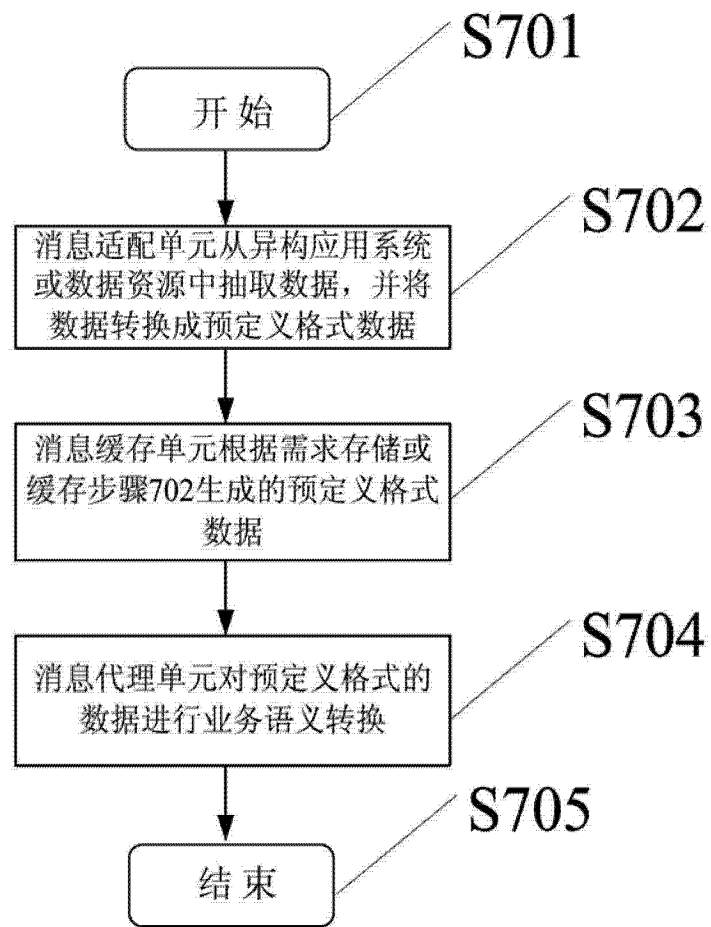 S701
开 始
S702
消息适配单元从异构应用系统
或数据资源中抽取数据，并将
数据转换成预定义格式数据
S703
消息缓存单元根据需求存储或
缓存步骤702生成的预定义格式
数据
S704
消息代理单元对预定义格式的
数据进行业务语义转换
S705
结 束